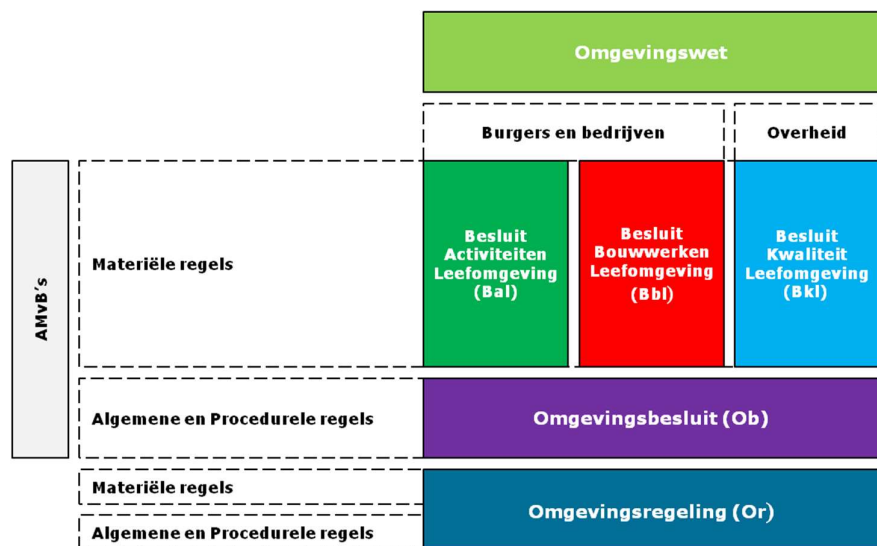 Omgevingswet
Burgers en bedrijven
Overheid
AMvB's
Materiële regels
Besluit
Activiteiten
Leefomgeving
(Bal)
Besluit
Bouwwerken
Leefomgeving
(Bbl)
Besluit
Kwaliteit
Leefomgeving
(Bkl)
Algemene en Procedurele regels
Omgevingsbesluit (Ob)
Materiële regels
Omgevingsregeling (Or)
Algemene en Procedurele regels